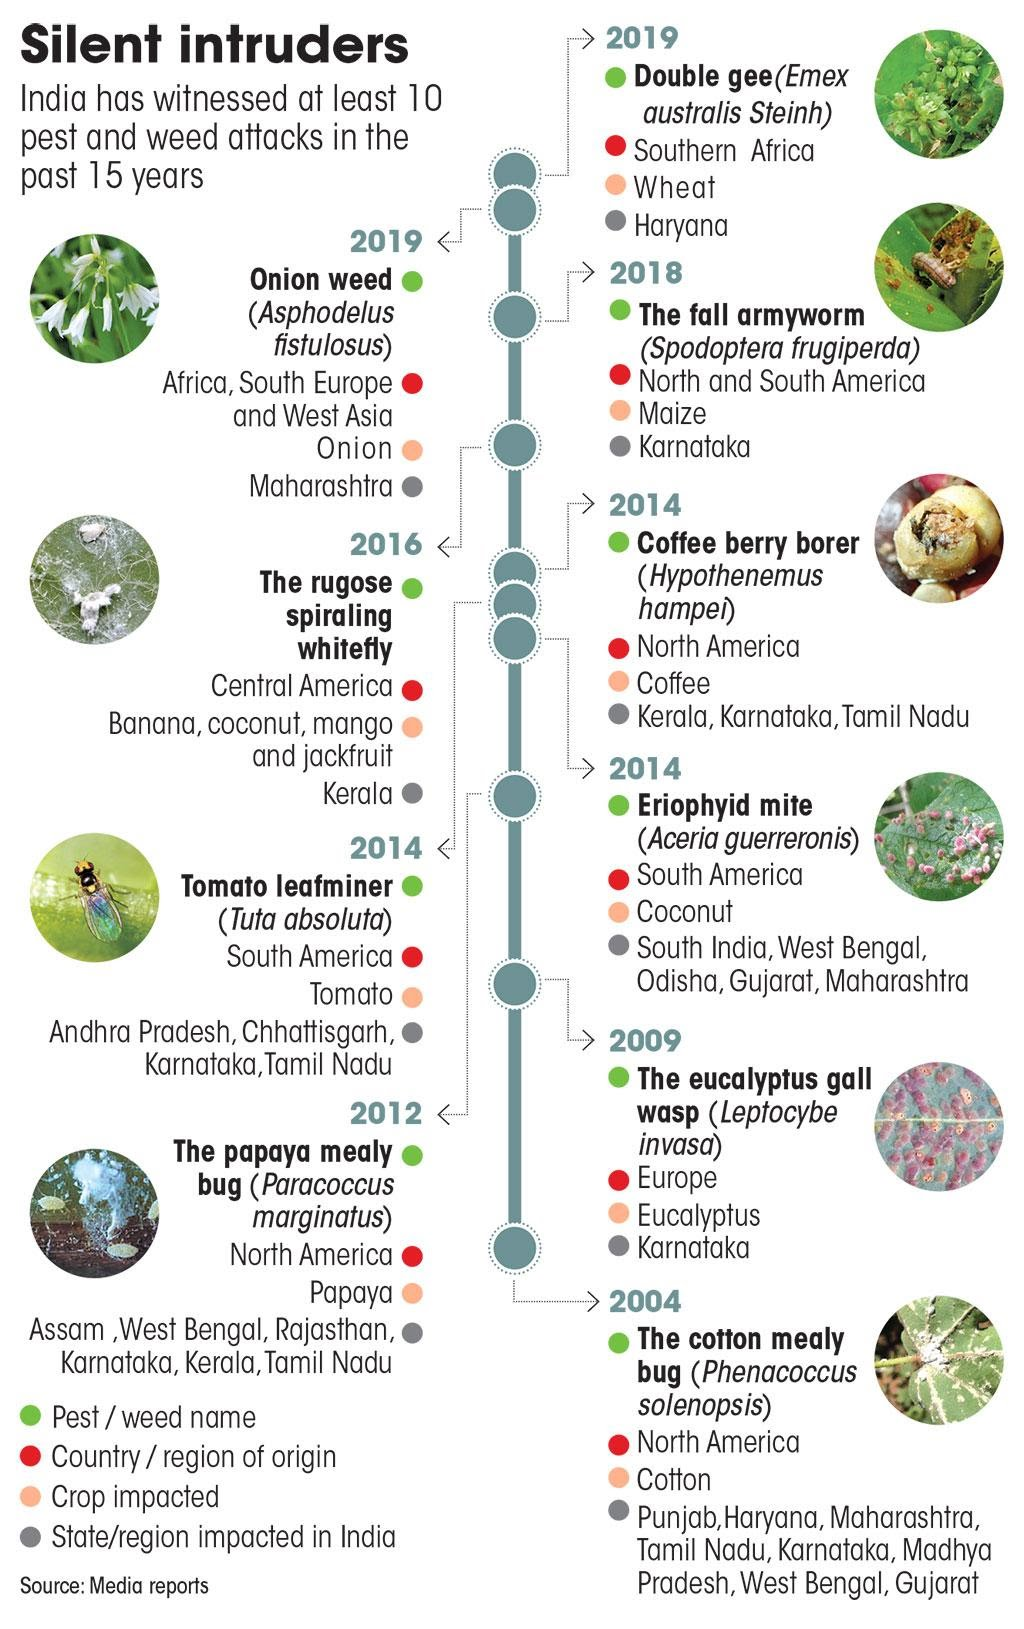 Silent intruders
India has witnessed at least 10
pest and weed attacks in the
past 15 years
2019
Double gee(Emex
australis Steinh)
Southern Africa
Wheat
Haryana
2019
Onion weed
(Asphodelus
fistulosus)
Africa, South Europe
and West Asia
Onion
Maharashtra
2018
The fall armyworm
(Spodoptera frugiperda)
North and South America
Maize
Karnataka
2016
The rugose
spiraling
whitefly
Central America
Banana, coconut, mango
and jackfruit
Kerala
2014
Coffee berry borer
(Hypothenemus
hampei)
North America
Coffee
Kerala, Karnataka, Tamil Nadu
2014
Tomato leafminer
(Tuta absoluta)
South America
Tomato
Andhra Pradesh, Chhattisgarh,
Karnataka, Tamil Nadu
2014
Eriophyid mite
(Aceria guerreronis)
South America
Coconut
South India, West Bengal,
Odisha, Gujarat, Maharashtra
2012
The papaya mealy
bug (Paracoccus
marginatus)
North America
Papaya
Assam ,West Bengal, Rajasthan,
Karnataka, Kerala, Tamil Nadu
2009
The eucalyptus gall
wasp (Leptocybe
invasa)
Europe
Eucalyptus
Karnataka
2004
The cotton mealy
bug (Phenacoccus
solenopsis)
North America
Cotton
Punjab, Haryana, Maharashtra,
Tamil Nadu, Karnataka, Madhya
Pradesh, West Bengal, Gujarat
Pest / weed name
Country / region of origin
Crop impacted
State/region impacted in India
Source: Media reports